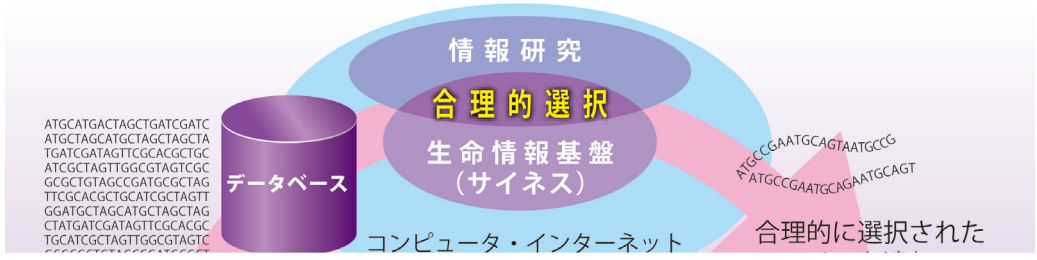 情報研究
合理的選択
生命情報基盤
（サイネス）
データベース
ATGCATGACTAGCTGATCGATC
ATGCTAGCATGCTAGCTAGCTA
TGATCGATAGTTCGCACGCTGC
ATCGCTAGTTGGCGTAGTCGC
GCGCTGTAGCCGATGCGCTAG
TTCGCACGCTGCATCGCTAGTT
GGATGCTAGCATGCTAGCTAG
CTATGATCGATAGTTCGCACGC
TGCATCGCTAGTTGGCGTAGTC
コンピュータ・インターネット
ATGCCGAATGCAGTAATGCCG
ATGCCGAATGCAGAATGCAGT
合理的に選択された